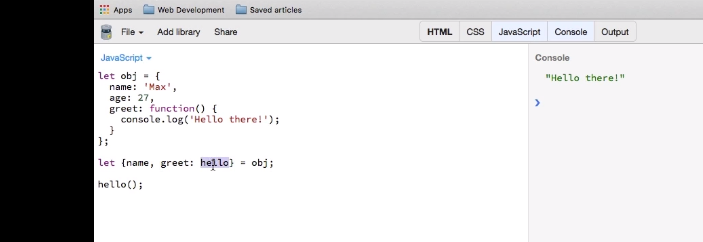 Apps Web Development Saved articles
File Add library Share HTML CSS JavaScript Console Output
JavaScript
Console
let obj = {
name: 'Max',
age: 27,
greet: function() {
console.log('Hello there!');
}
};
let {name, greet: hello} = obj;
hello();
"Hello there!"